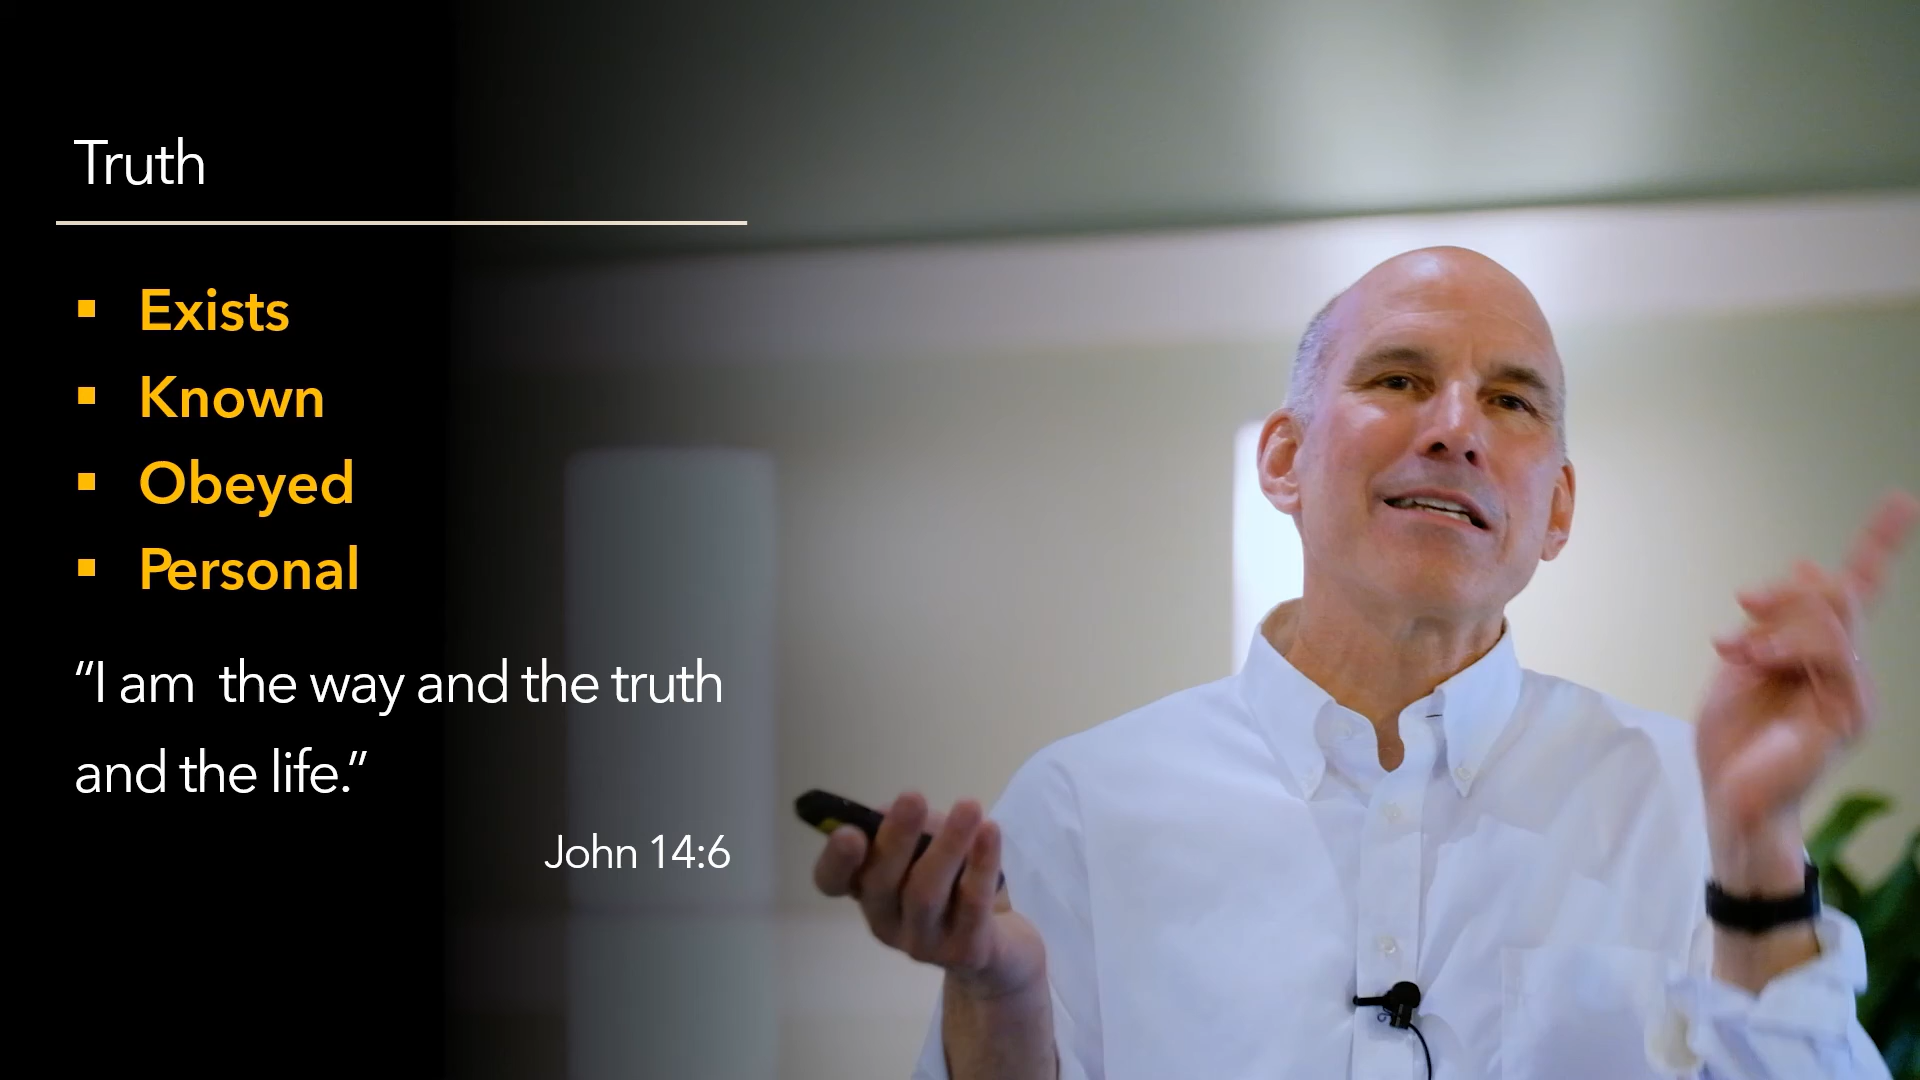 Truth
▪ Exists
▪ Known
▪ Obeyed
▪ Personal
“I am  the way and the truth
and the life.”
John 14:6